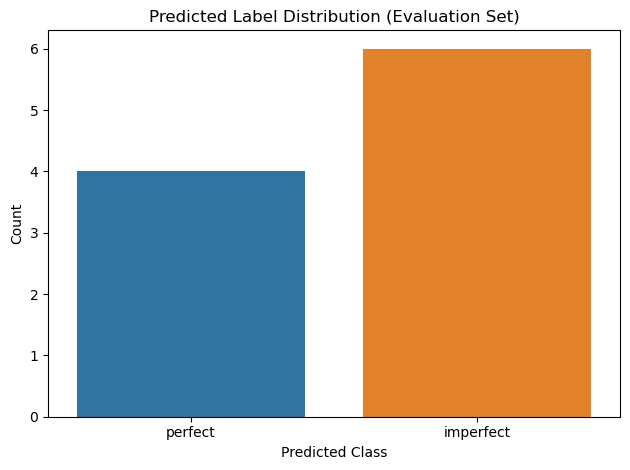 Predicted Label Distribution (Evaluation Set)
6
5
4
3
2
1
0
Count
perfect imperfect
Predicted Class